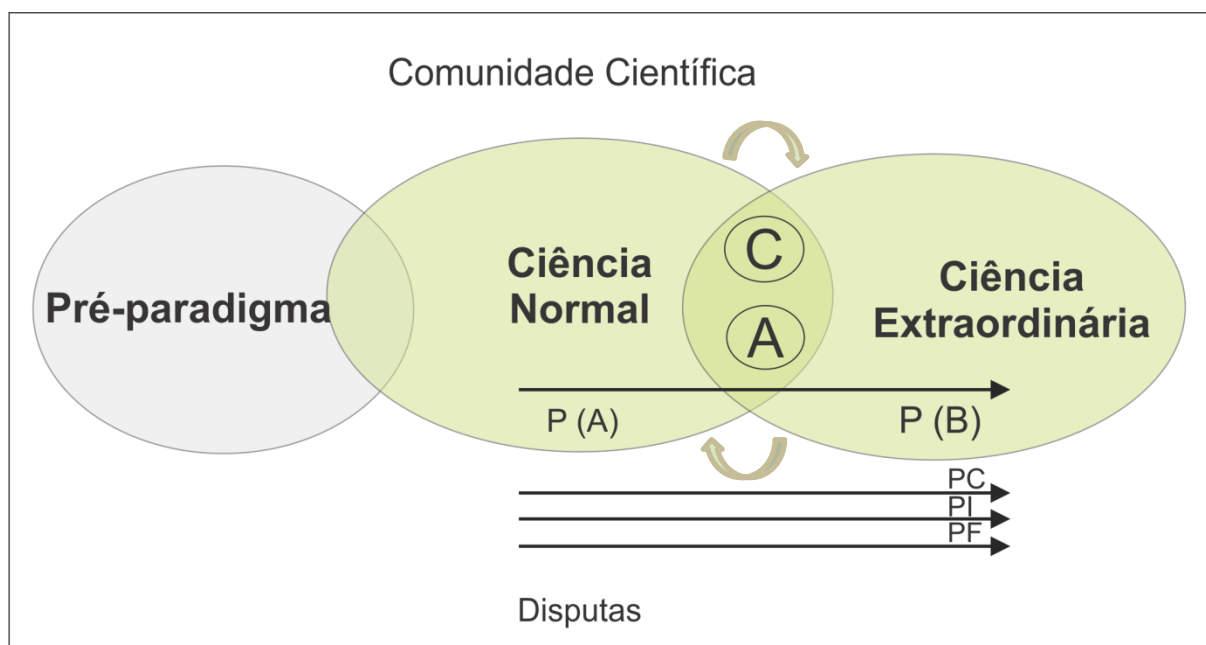 Comunidade Científica
Pré-paradigma
Ciência
Normal
C
A
Ciência
Extraordinária
P (A)
P (B)
PC
PI
PF
Disputas